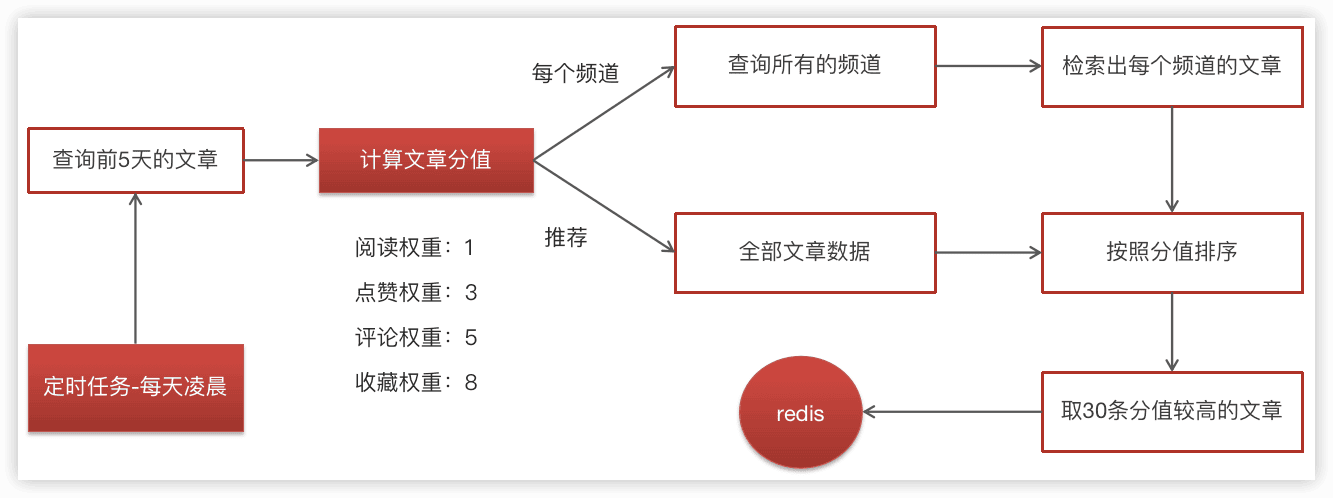 每个频道
查询所有的频道
检索出每个频道的文章
查询前5天的文章
计算文章分值
推荐
全部文章数据
按照分值排序
阅读权重：1
点赞权重：3
评论权重：5
收藏权重：8
定时任务-每天凌晨
redis
取30条分值较高的文章